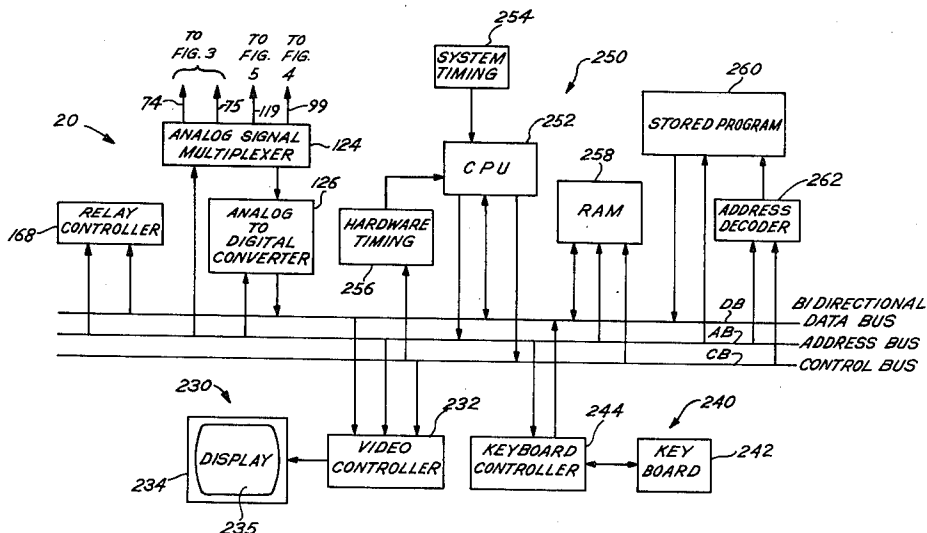 TO
FIG. 3
TO
FIG.
5
TO
FIG.
4
74
75
119
99
20
ANALOG SIGNAL
MULTIPLEXER
124
254
SYSTEM
TIMING
250
252
CPU
260
STORED PROGRAM
258
RAM
262
ADDRESS
DECODER
168
RELAY
CONTROLLER
126
ANALOG
TO
DIGITAL
CONVERTER
HARDWARE
TIMING
256
DB
BIDIRECTIONAL
DATA BUS
AB
ADDRESS BUS
CB
CONTROL BUS
230
234
DISPLAY
235
232
VIDEO
CONTROLLER
244
KEYBOARD
CONTROLLER
240
KEY
BOARD
242